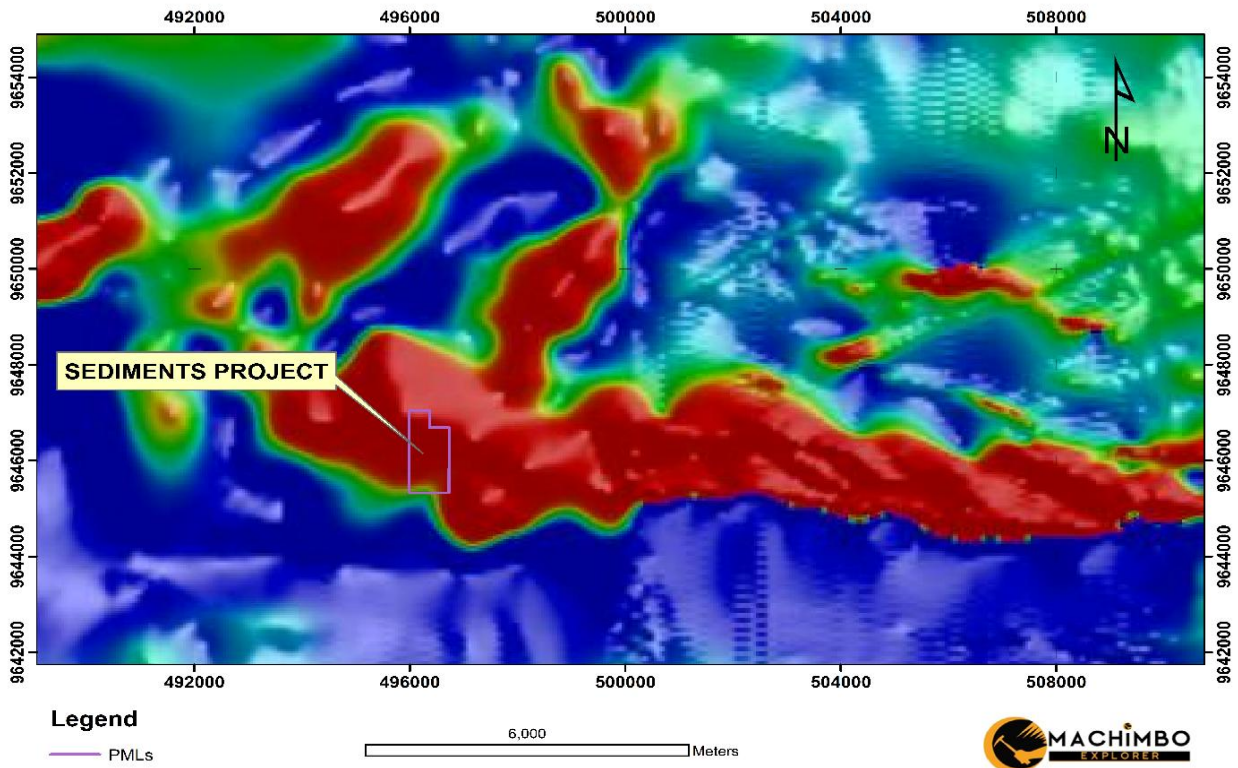 492000 496000 500000 504000 508000
9654000 9654000
9652000 9652000
9650000 9650000
9648000 9648000
9646000 9646000
9644000 9644000
9642000 9642000
N
SEDIMENTS PROJECT
492000 496000 500000 504000 508000
Legend
PMLs
6,000
Meters
MACHiMBO
EXPLORER